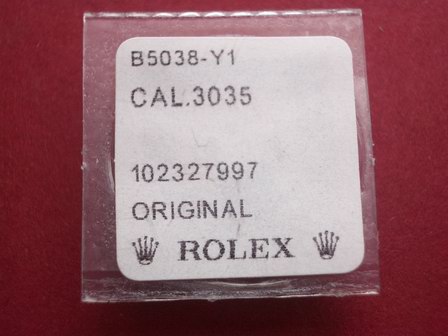 B5038-Y1
CAL.3035
102327997
ORIGINAL
ROLEX